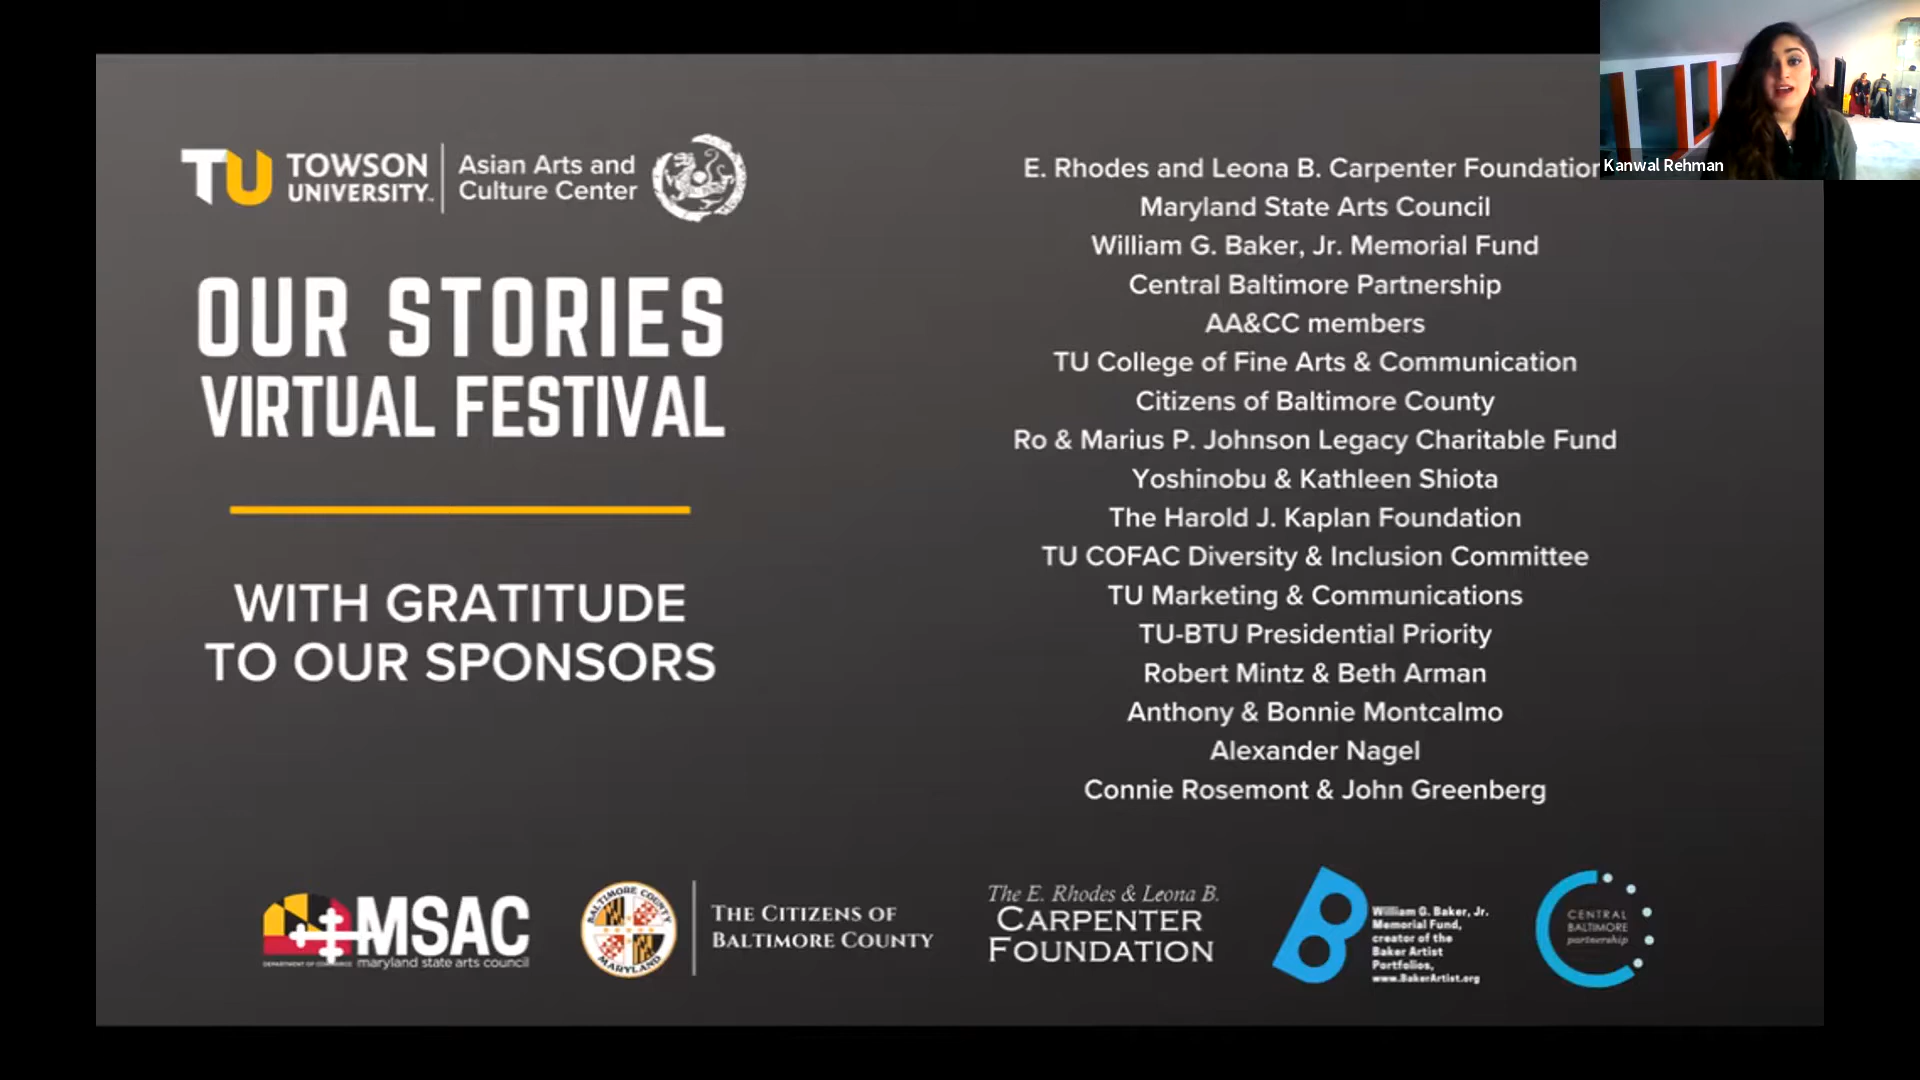 TU TOWSON UNIVERSITY.
Asian Arts and
Culture Center
OUR STORIES
VIRTUAL FESTIVAL
WITH GRATITUDE
TO OUR SPONSORS
E. Rhodes and Leona B. Carpenter Foundation
Maryland State Arts Council
William G. Baker, Jr. Memorial Fund
Central Baltimore Partnership
AA&CC members
TU College of Fine Arts & Communication
Citizens of Baltimore County
Ro & Marius P. Johnson Legacy Charitable Fund
Yoshinobu & Kathleen Shiota
The Harold J. Kaplan Foundation
TU COFAC Diversity & Inclusion Committee
TU Marketing & Communications
TU-BTU Presidential Priority
Robert Mintz & Beth Arman
Anthony & Bonnie Montcalmo
Alexander Nagel
Connie Rosemont & John Greenberg
Kanwal Rehman
MSAC
DEPARTMENT OF COMMERCE
maryland state arts council
BALTIMORE COUNTY
MARYLAND
THE CITIZENS OF
BALTIMORE COUNTY
The E. Rhodes & Leona B.
CARPENTER
FOUNDATION
B
William G. Baker, Jr.
Memorial Fund,
creator of the
Baker Artist
Portfolios,
www.BakerArtist.org
CENTRAL
BALTIMORE
partnership